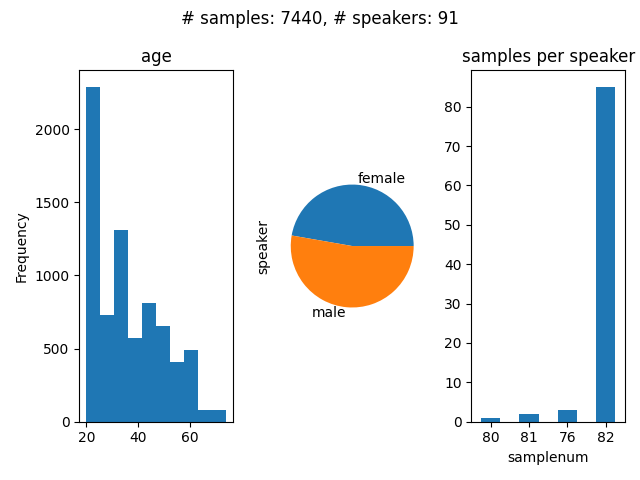 # samples: 7440, # speakers: 91
age
Frequency
2000
1500
1000
500
0
20 40 60
speaker
female
male
samples per speaker
80
70
60
50
40
30
20
10
0
80 81 76 82
samplenum